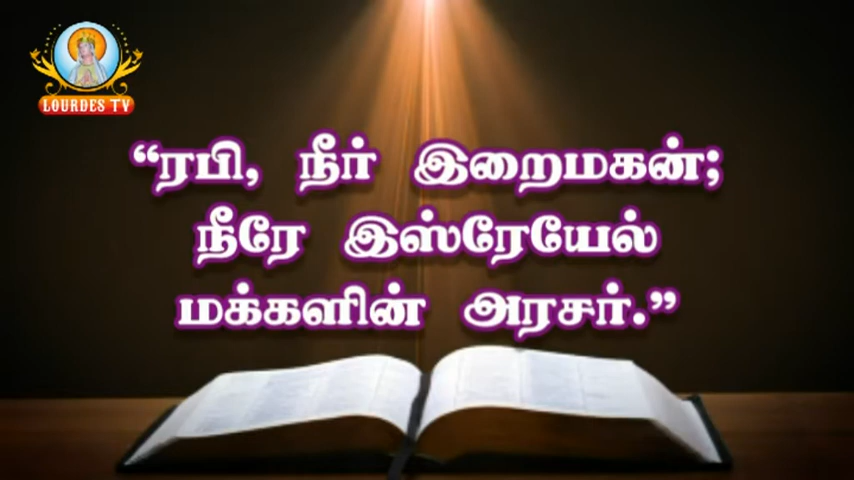 LOURDES TV
“ரபி, நீர் இறைமகன்;
நீரே இஸ்ரேயேல்
மக்களின் அரசர்.”